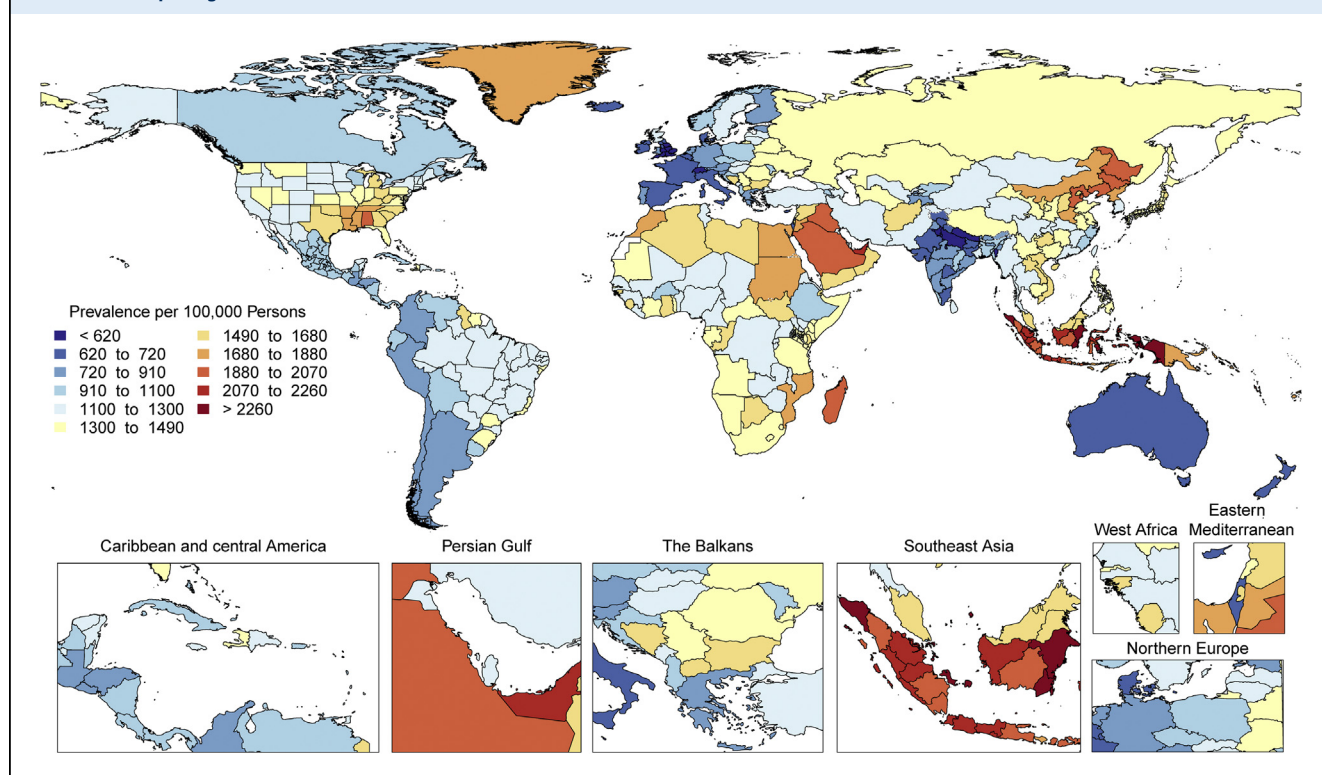 Prevalence per 100,000 Persons
< 620
620 to 720
720 to 910
910 to 1100
1100 to 1300
1300 to 1490
1490 to 1680
1680 to 1880
1880 to 2070
2070 to 2260
> 2260
Caribbean and central America
Persian Gulf
The Balkans
Southeast Asia
West Africa
Eastern
Mediterranean
Northern Europe